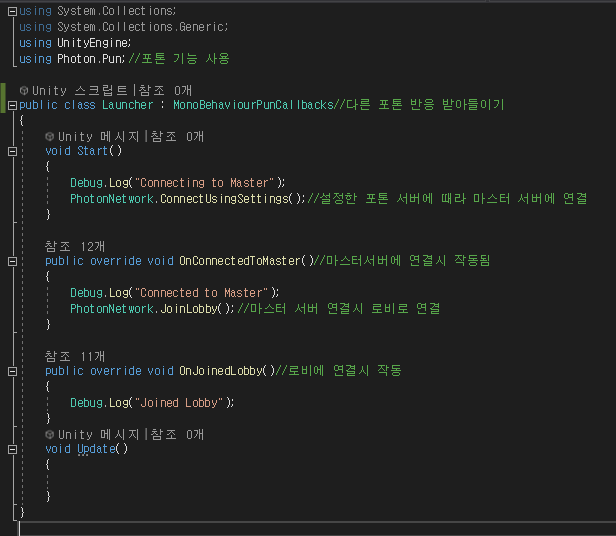 using System.Collections;
using System.Collections.Generic;
using UnityEngine;
using Photon.Pun;//포톤 기능 사용
Unity 스크립트|참조 0개
public class Launcher : MonoBehaviourPunCallbacks//다른 포톤 반응 받아들이기
{
Unity 메시지|참조 0개
void Start()
{
Debug.Log("Connecting to Master");
PhotonNetwork.ConnectUsingSettings();//설정한 포톤 서버에 때라 마스터 서버에 연결
}
참조 12개
public override void OnConnectedToMaster()//마스터서버에 연결시 작동됨
{
Debug.Log("Connected to Master");
PhotonNetwork.JoinLobby();//마스터 서버 연결시 로비로 연결
}
참조 11개
public override void OnJoinedLobby()//로비에 연결시 작동
{
Debug.Log("Joined Lobby");
}
Unity 메시지|참조 0개
void Update()
{
}
}